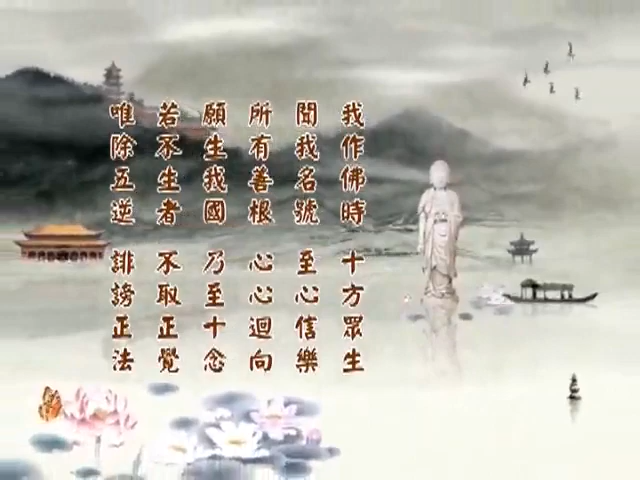 我作佛時 十方眾生
聞我名號 至心信樂
所有善根 心心迴向
願生我國 乃至十念
若不生者 不取正覺
唯除五逆 誹謗正法